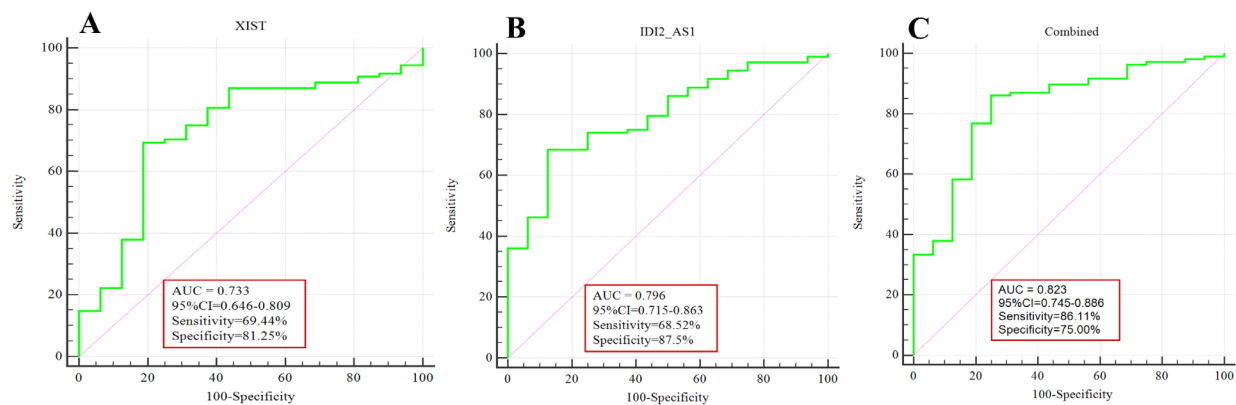 A
XIST
Sensitivity
100
80
60
40
20
0
AUC = 0.733
95%CI=0.646-0.809
Sensitivity=69.44%
Specificity=81.25%
0 20 40 60 80 100
100-Specificity
B
IDI2_AS1
Sensitivity
100
80
60
40
20
0
AUC = 0.796
95%CI=0.715-0.863
Sensitivity=68.52%
Specificity=87.5%
0 20 40 60 80 100
100-Specificity
C
Combined
Sensitivity
100
80
60
40
20
0
AUC = 0.823
95%CI=0.745-0.886
Sensitivity=86.11%
Specificity=75.00%
0 20 40 60 80 100
100-Specificity